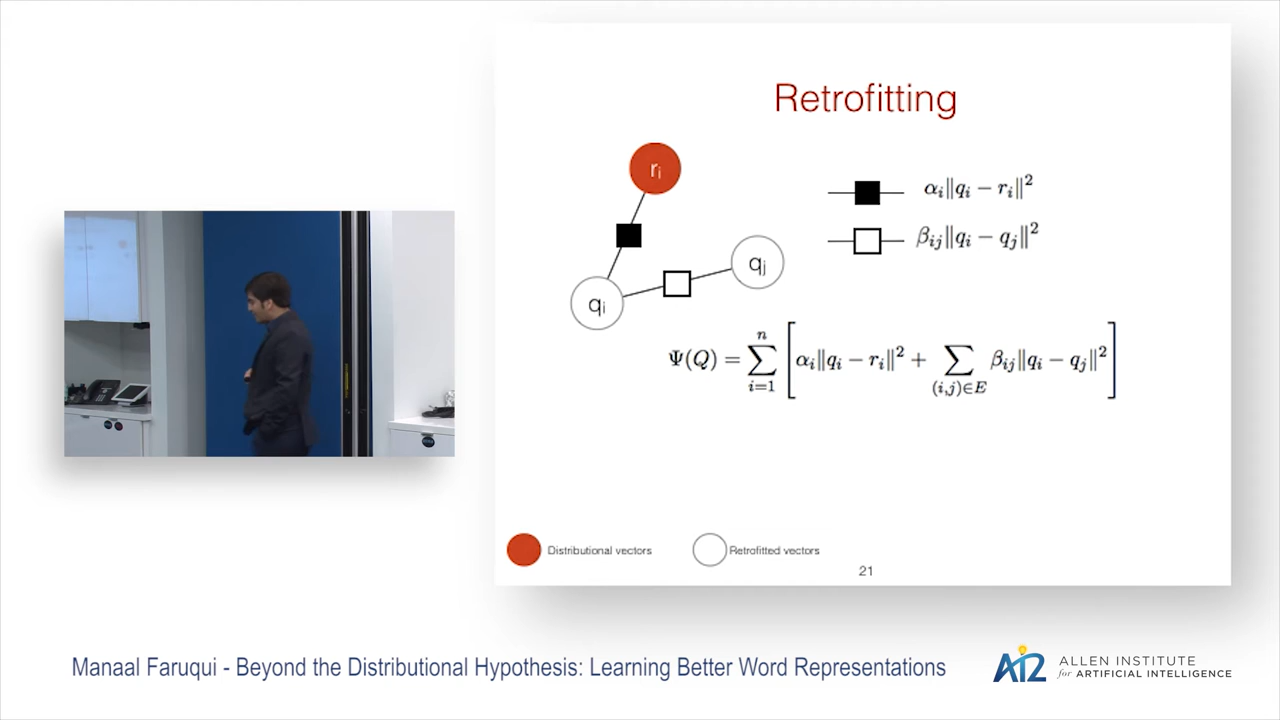 Retrofitting
rᵢ
αᵢ‖qᵢ − rᵢ‖²
βᵢⱼ‖qᵢ − qⱼ‖²
qⱼ
qᵢ
Ψ(Q) = ∑ⁿᵢ₌₁ [αᵢ‖qᵢ − rᵢ‖² + ∑₍ᵢ,ⱼ₎∈E βᵢⱼ‖qᵢ − qⱼ‖²]
Distributional vectors
Retrofitted vectors
21
Manaal Faruqui - Beyond the Distributional Hypothesis: Learning Better Word Representations
AI2
ALLEN INSTITUTE
for ARTIFICIAL INTELLIGENCE